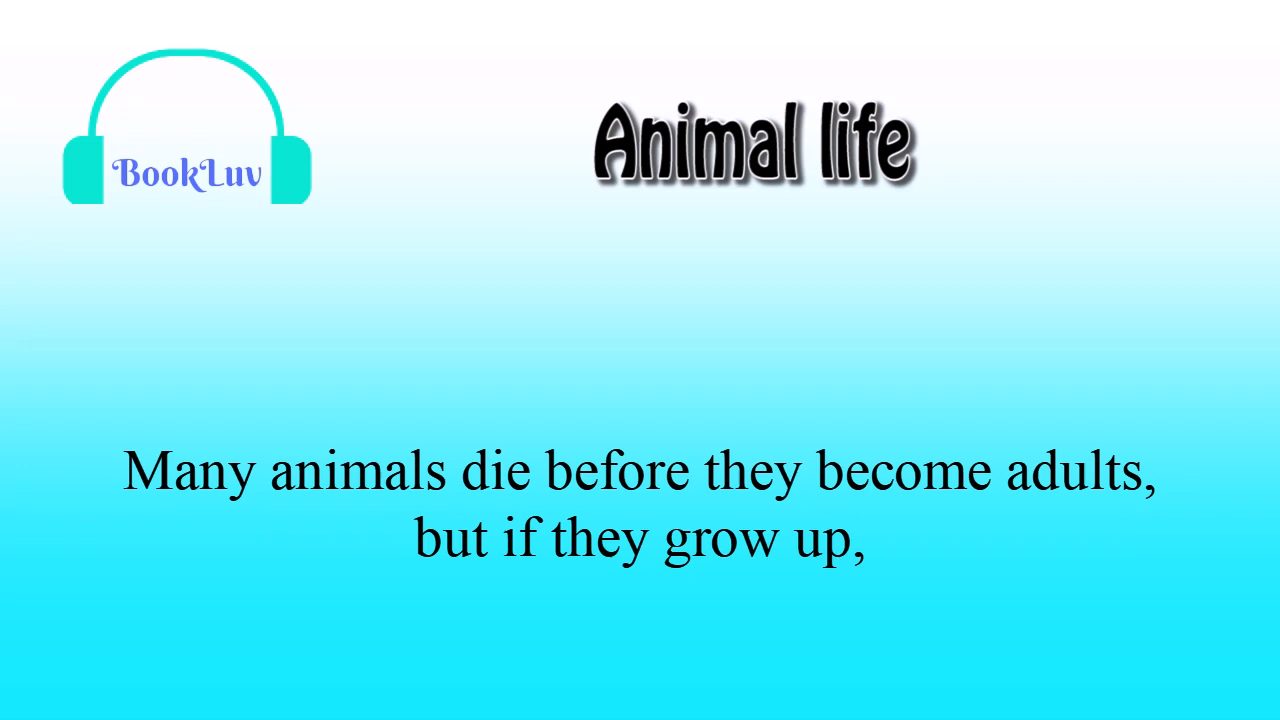 BookLuv
Animal life
Many animals die before they become adults,
but if they grow up,